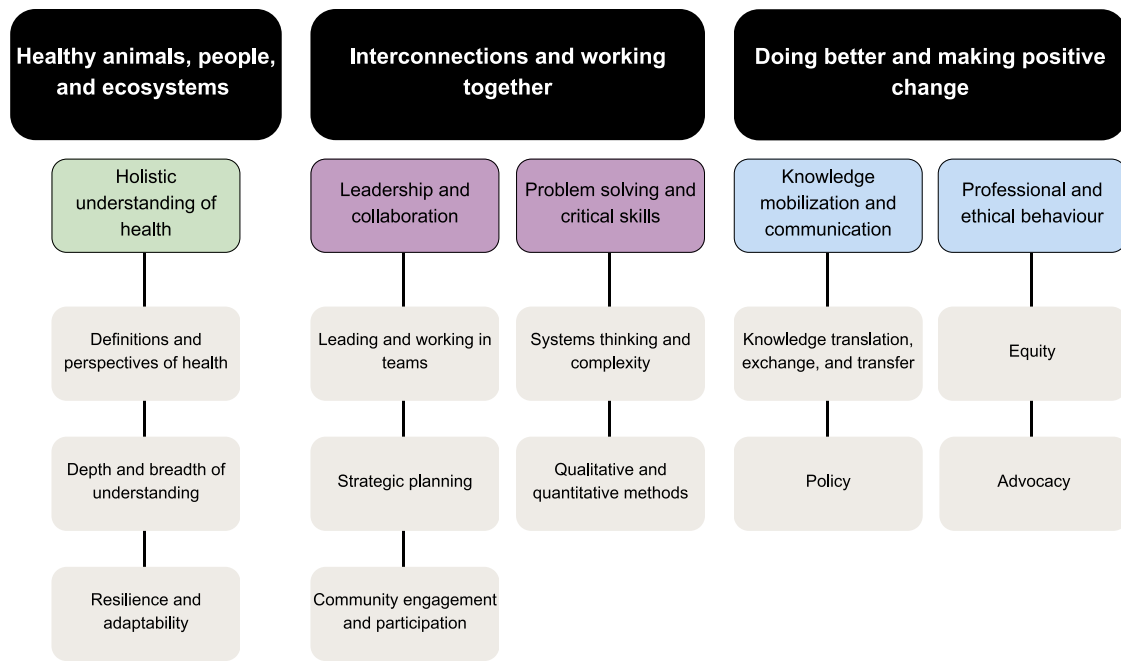 Healthy animals, people,
and ecosystems
Interconnections and working
together
Doing better and making positive
change
Holistic
understanding of
health
Leadership and
collaboration
Problem solving and
critical skills
Knowledge
mobilization and
communication
Professional and
ethical behaviour
Definitions and
perspectives of health
Leading and working in
teams
Systems thinking and
complexity
Knowledge translation,
exchange, and transfer
Equity
Depth and breadth of
understanding
Strategic planning
Qualitative and
quantitative methods
Policy
Advocacy
Resilience and
adaptability
Community engagement
and participation